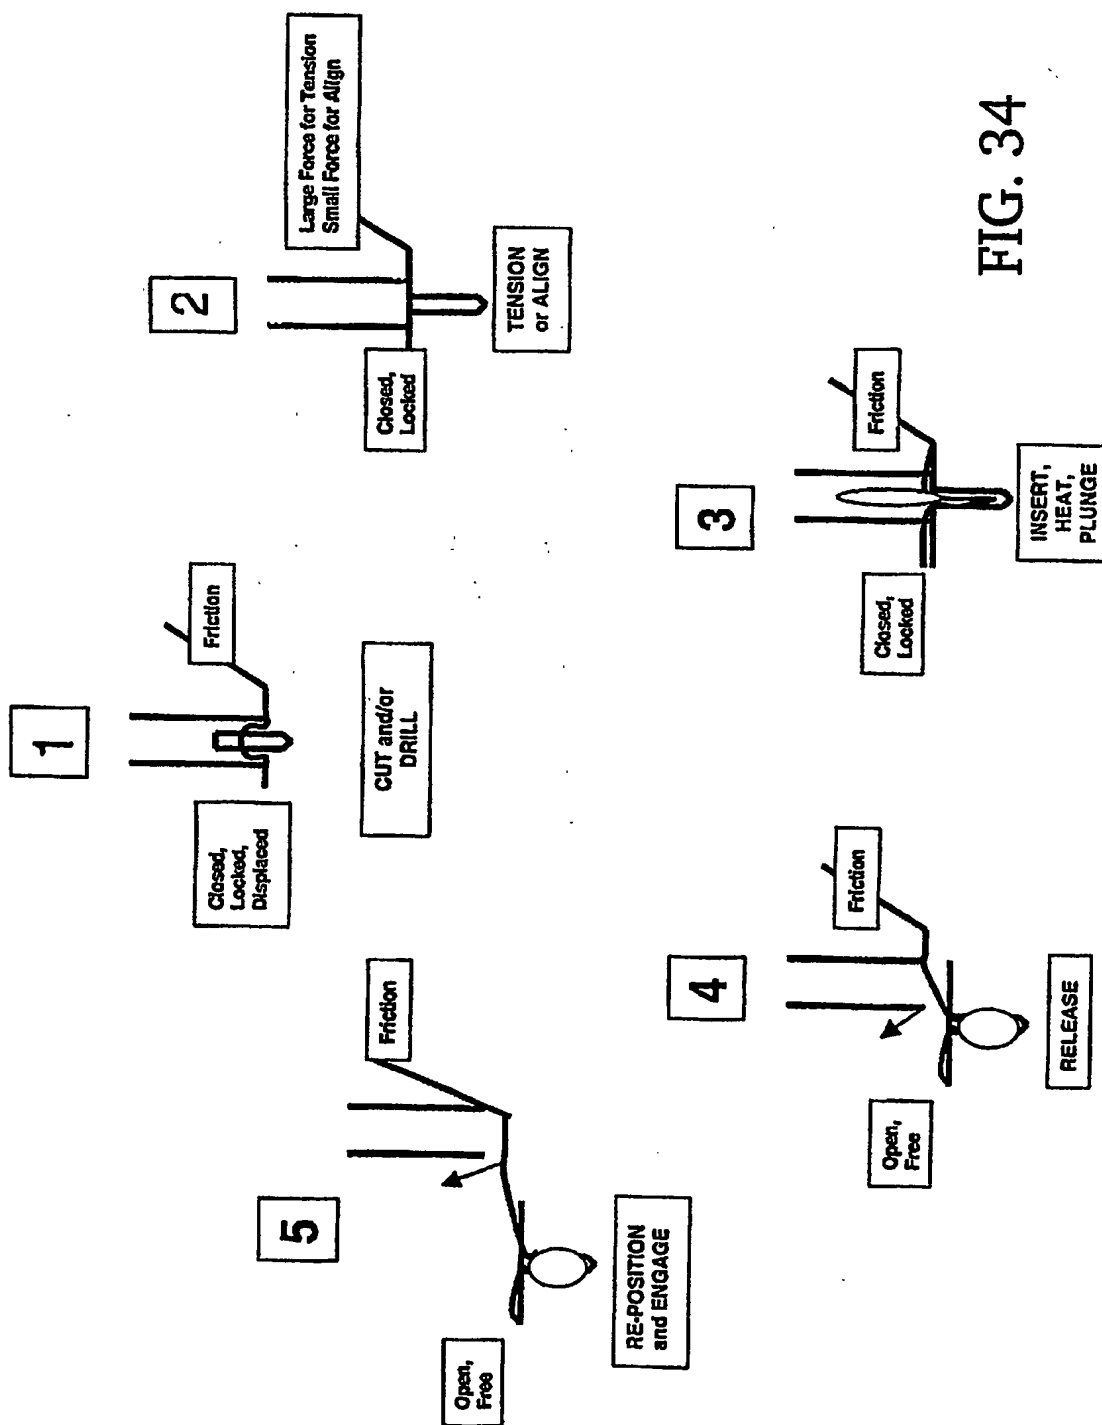 1
Closed,
Locked,
Displaced
Friction
CUT and/or
DRILL
2
Large Force for Tension
Small Force for Align
Closed,
Locked
TENSION
or ALIGN
3
Friction
Closed,
Locked
INSERT,
HEAT,
PLUNGE
4
Friction
Open,
Free
RELEASE
5
Friction
Open,
Free
RE-POSITION
and ENGAGE
FIG. 34